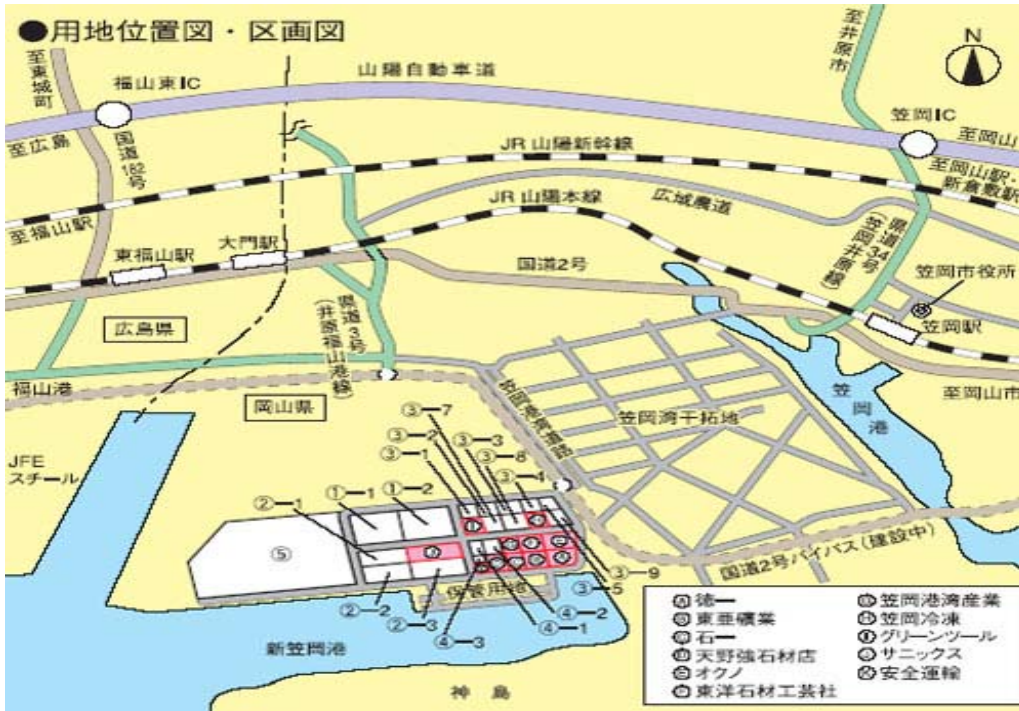 ●用地位置図・区画図
N
至東城町
福山東IC
山陽自動車道
至井原市
笠岡IC
至岡山
至広島
国道182号
JR山陽新幹線
至岡山駅・
新倉敷駅
至福山駅
JR山陽本線
広域農道
東福山駅
大門駅
国道2号
県道34号
(笠岡井原線)
笠岡市役所
笠岡駅
広島県
県道3号
(井原福山港線)
福山港
岡山県
至岡山市
笠岡港
笠岡湾干拓地
JFE
スチール
③―7
③―2
③―3
③―1
③―8
③―4
②―1
①―1
①―2
⑤
国道2号バイパス(建設中)
保管用地
③―9
③―5
②―2
②―3
④―2
④―1
④―3
新笠岡港
神島
徳一
東亜礦業
石一
天野強石材店
オクノ
東洋石材工芸社
笠岡港湾産業
笠岡冷凍
グリーンツール
サニックス
安全運輸